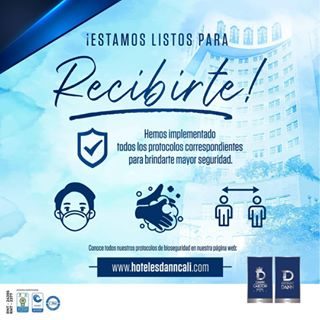 ¡ESTAMOS LISTOS PARA
Recibirte!
Hemos implementado
todos los protocolos correspondientes
para brindarte mayor seguridad.
Conoce todos nuestros protocolos de bioseguridad en nuestra página web:
www.hotelesdanncali.com